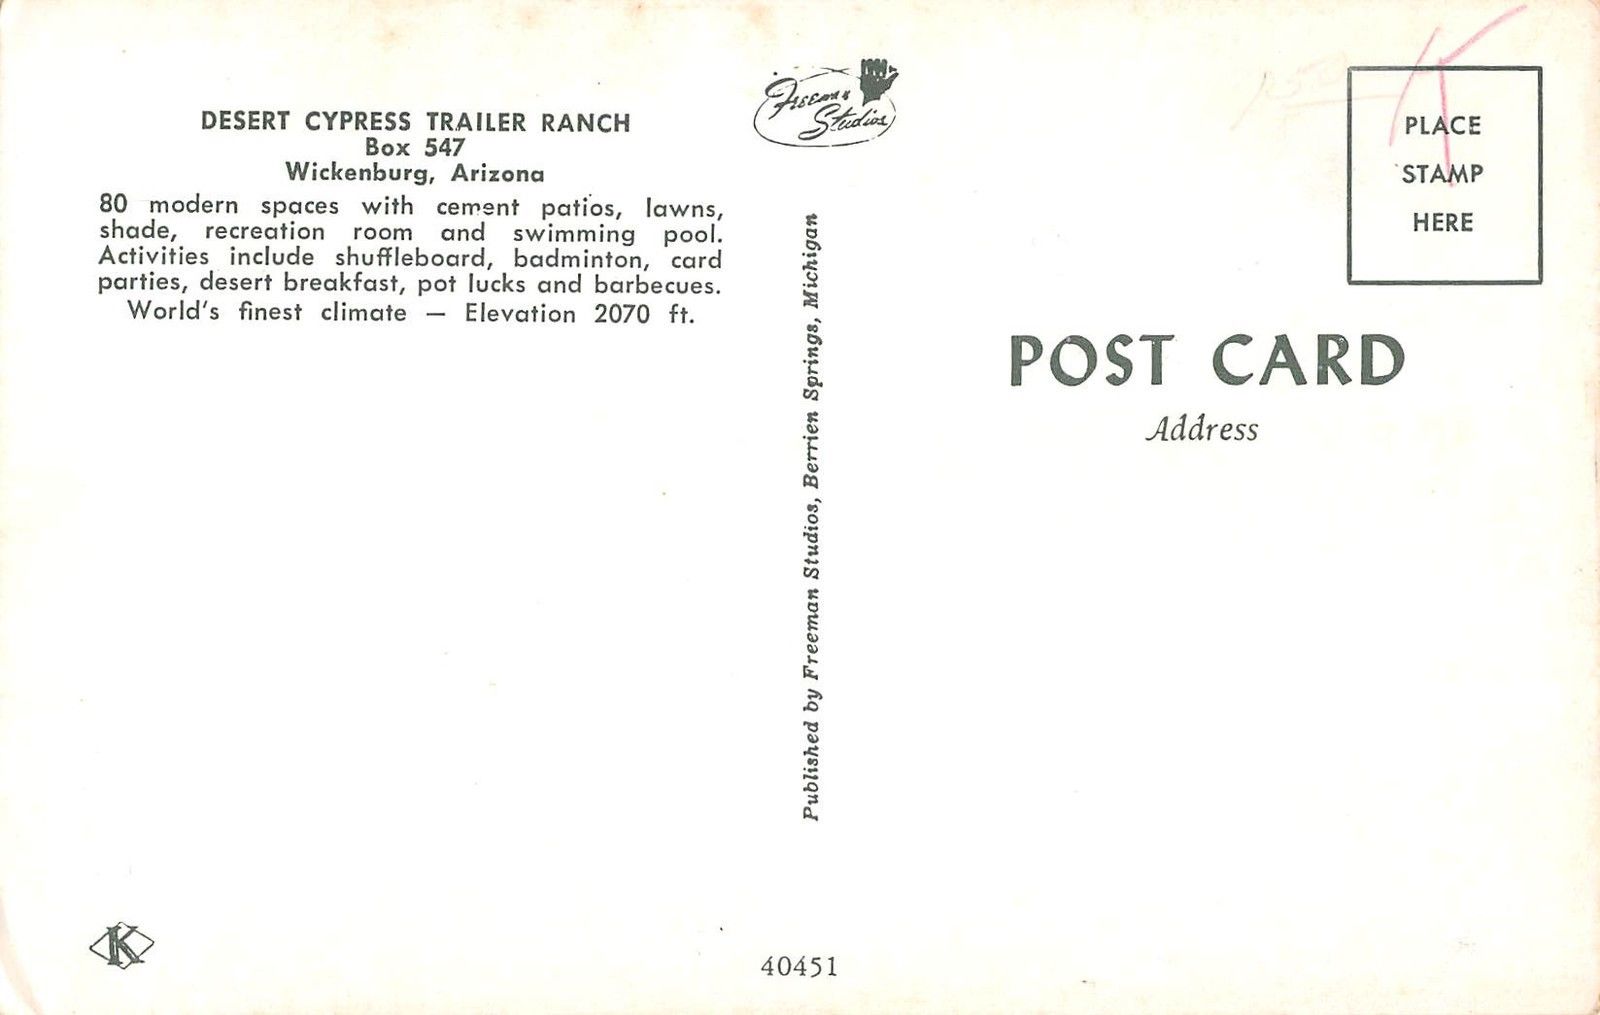 DESERT CYPRESS TRAILER RANCH
Box 547
Wickenburg, Arizona
80 modern spaces with cement patios, lawns,
shade, recreation room and swimming pool.
Activities include shuffleboard, badminton, card
parties, desert breakfast, pot lucks and barbecues.
World's finest climate — Elevation 2070 ft.
Freeman
Studios
Published by Freeman Studios, Berrien Springs, Michigan
PLACE
STAMP
HERE
POST CARD
Address
K
40451